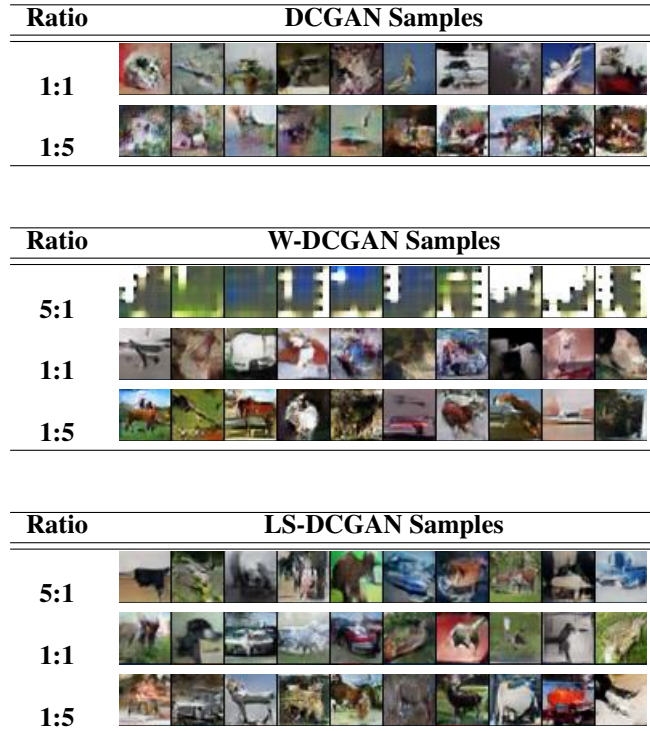 Ratio DCGAN Samples
1:1
1:5
Ratio W-DCGAN Samples
5:1
1:1
1:5
Ratio LS-DCGAN Samples
5:1
1:1
1:5